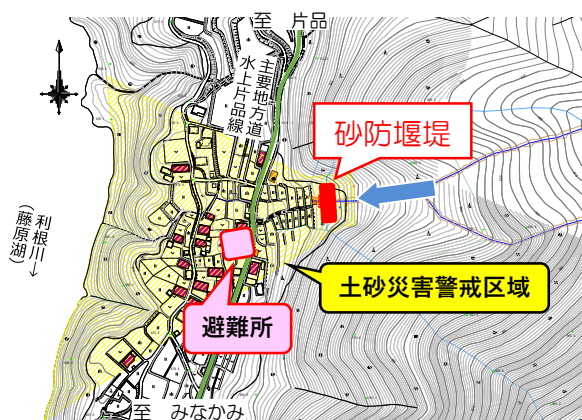 至 片品
主要地方道
水上片品線
砂防堰堤
利根川→
(藤原湖)
土砂災害警戒区域
避難所
至 みなかみ